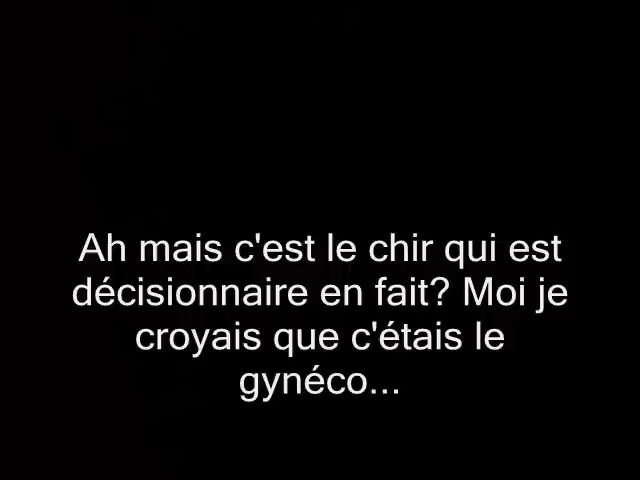 Ah mais c'est le chir qui est
décisionnaire en fait? Moi je
croyais que c'étais le
gynéco...